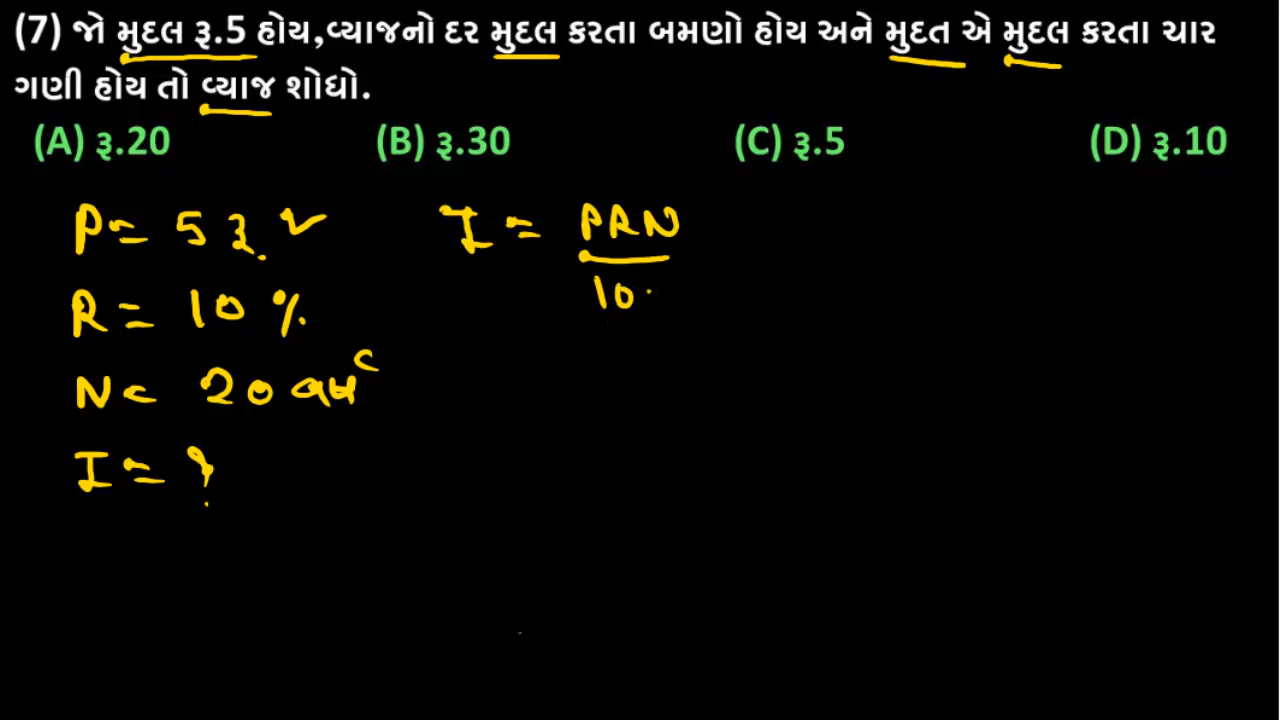 (7) જો મુદલ રૂ.5 હોય,વ્યાજનો દર મુદલ કરતા બમણો હોય અને મુદત એ મુદલ કરતા ચાર
ગણી હોય તો વ્યાજ શોધો.
(A) રૂ.20 (B) રૂ.30 (C) રૂ.5 (D) રૂ.10
P= 5 રૂ. I = PRN
10
R = 10 %
N= 20 વર્ષ
I = ?